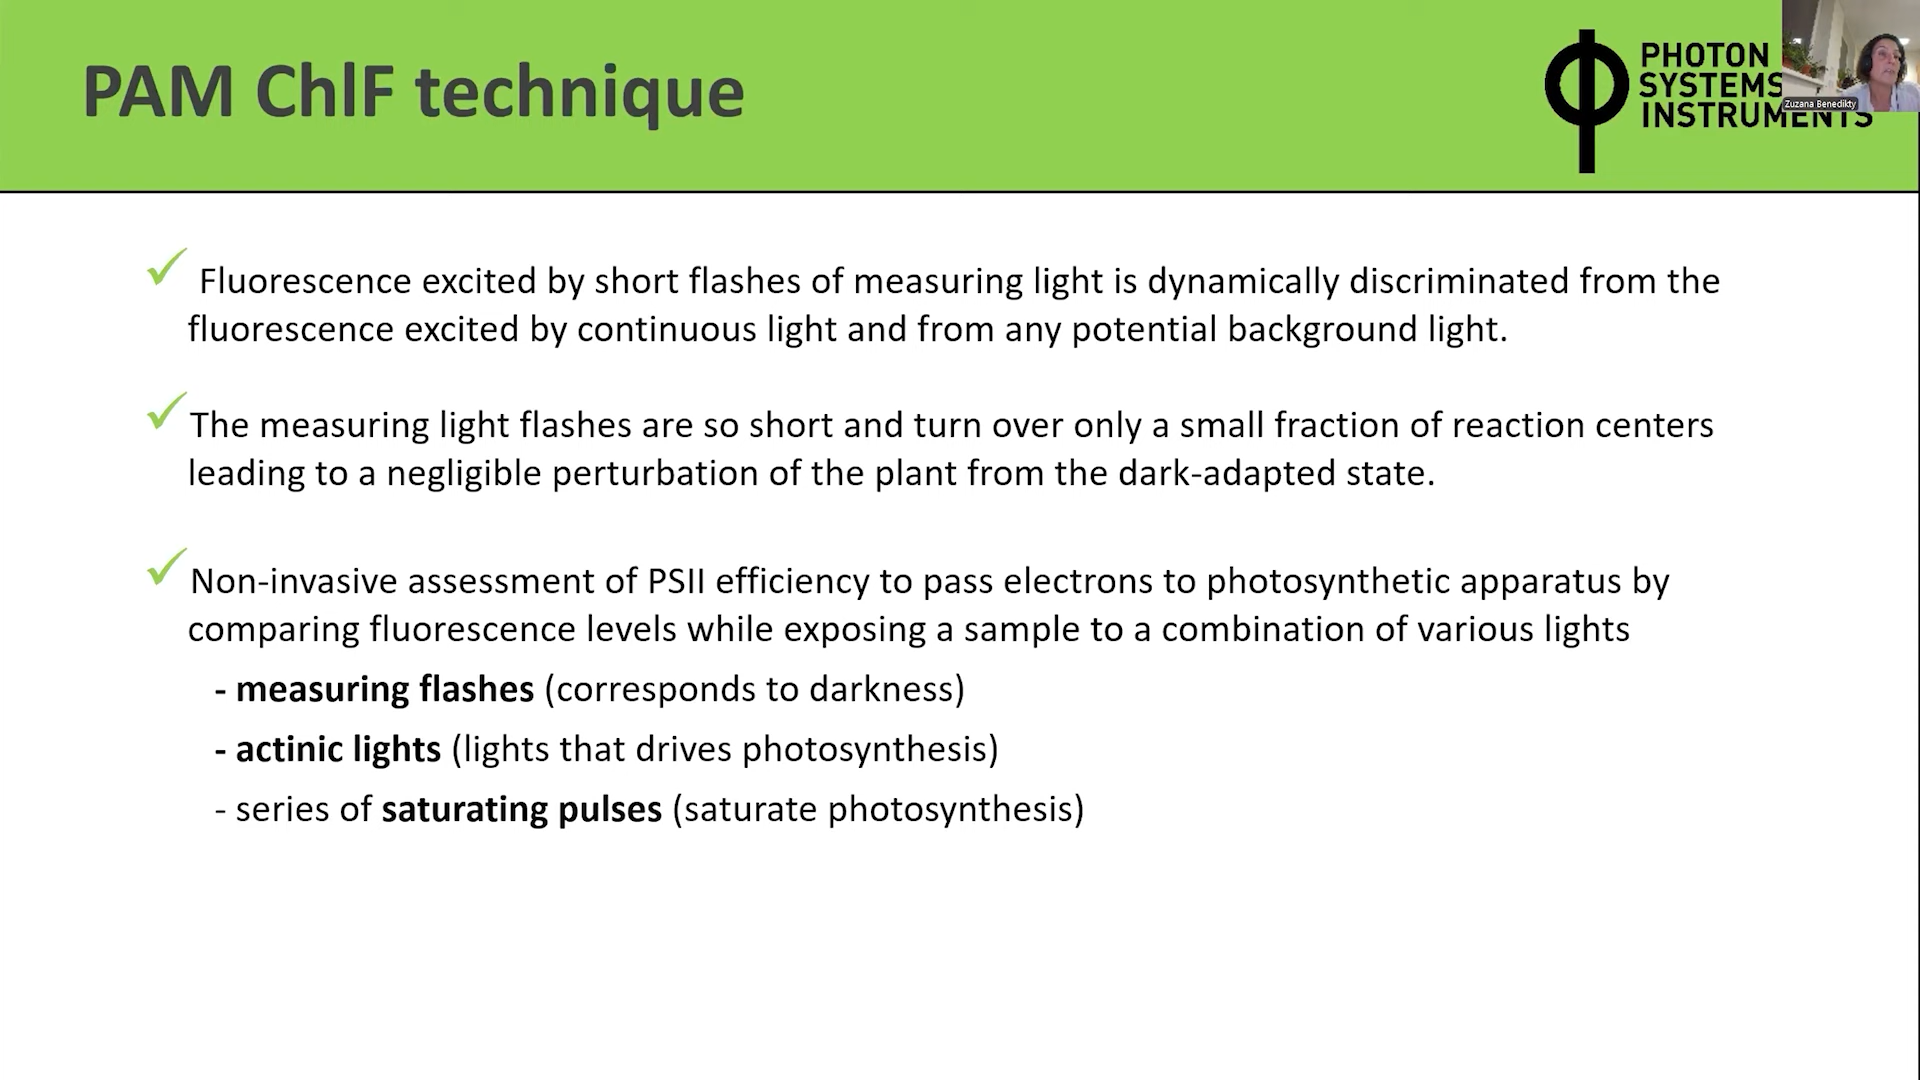 PAM ChlF technique
PHOTON
SYSTEMS
INSTRUMENTS
Zuzana Benedikty
✓ Fluorescence excited by short flashes of measuring light is dynamically discriminated from the
fluorescence excited by continuous light and from any potential background light.
✓ The measuring light flashes are so short and turn over only a small fraction of reaction centers
leading to a negligible perturbation of the plant from the dark-adapted state.
✓ Non-invasive assessment of PSII efficiency to pass electrons to photosynthetic apparatus by
comparing fluorescence levels while exposing a sample to a combination of various lights
- measuring flashes (corresponds to darkness)
- actinic lights (lights that drives photosynthesis)
- series of saturating pulses (saturate photosynthesis)